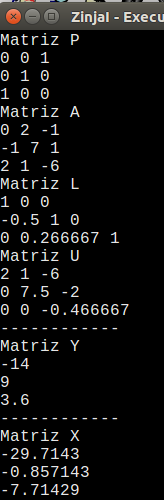 ZinjaI - Execu
Matriz P
0 0 1
0 1 0
1 0 0
Matriz A
0 2 -1
-1 7 1
2 1 -6
Matriz L
1 0 0
-0.5 1 0
0 0.266667 1
Matriz U
2 1 -6
0 7.5 -2
0 0 -0.466667
------------
Matriz Y
-14
9
3.6
------------
Matriz X
-29.7143
-0.857143
-7.71429